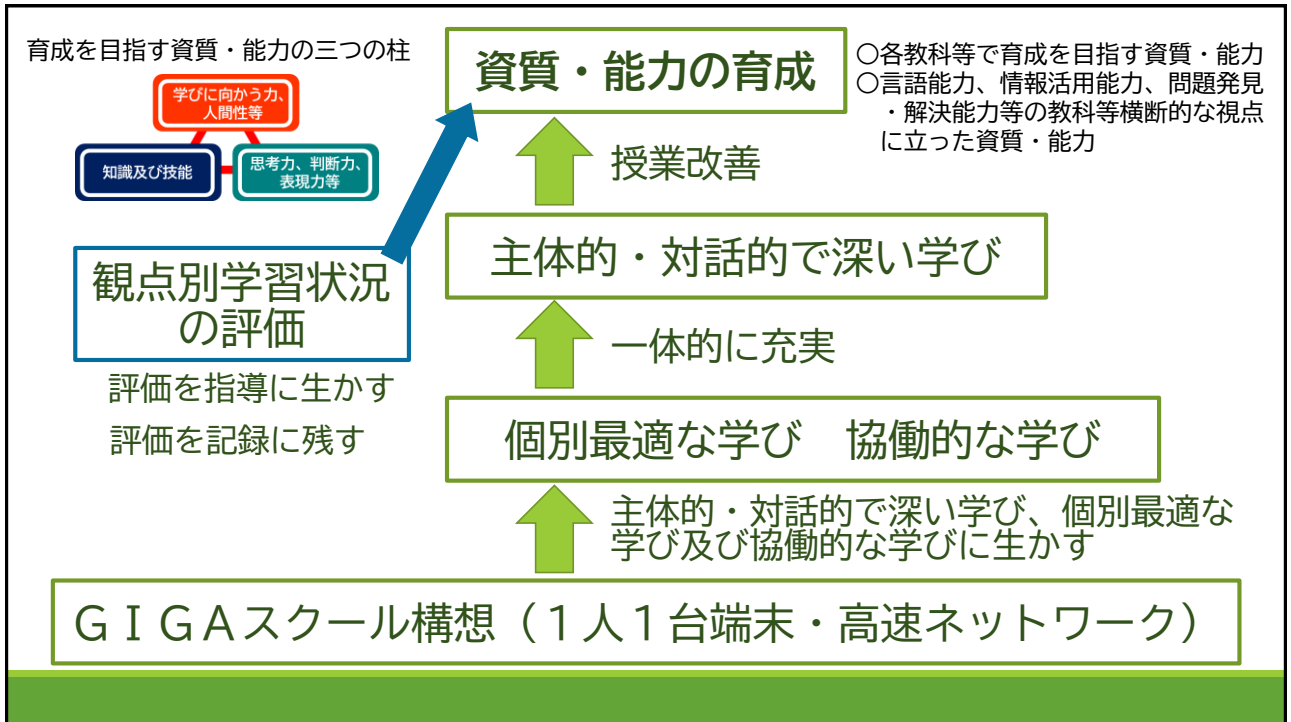 育成を目指す資質・能力の三つの柱
学びに向かう力、
人間性等
知識及び技能
思考力、判断力、
表現力等
資質・能力の育成
○各教科等で育成を目指す資質・能力
○言語能力、情報活用能力、問題発見
・解決能力等の教科等横断的な視点
に立った資質・能力
授業改善
主体的・対話的で深い学び
観点別学習状況
の評価
評価を指導に生かす
評価を記録に残す
一体的に充実
個別最適な学び　協働的な学び
主体的・対話的で深い学び、個別最適な
学び及び協働的な学びに生かす
ＧＩＧＡスクール構想（１人１台端末・高速ネットワーク）